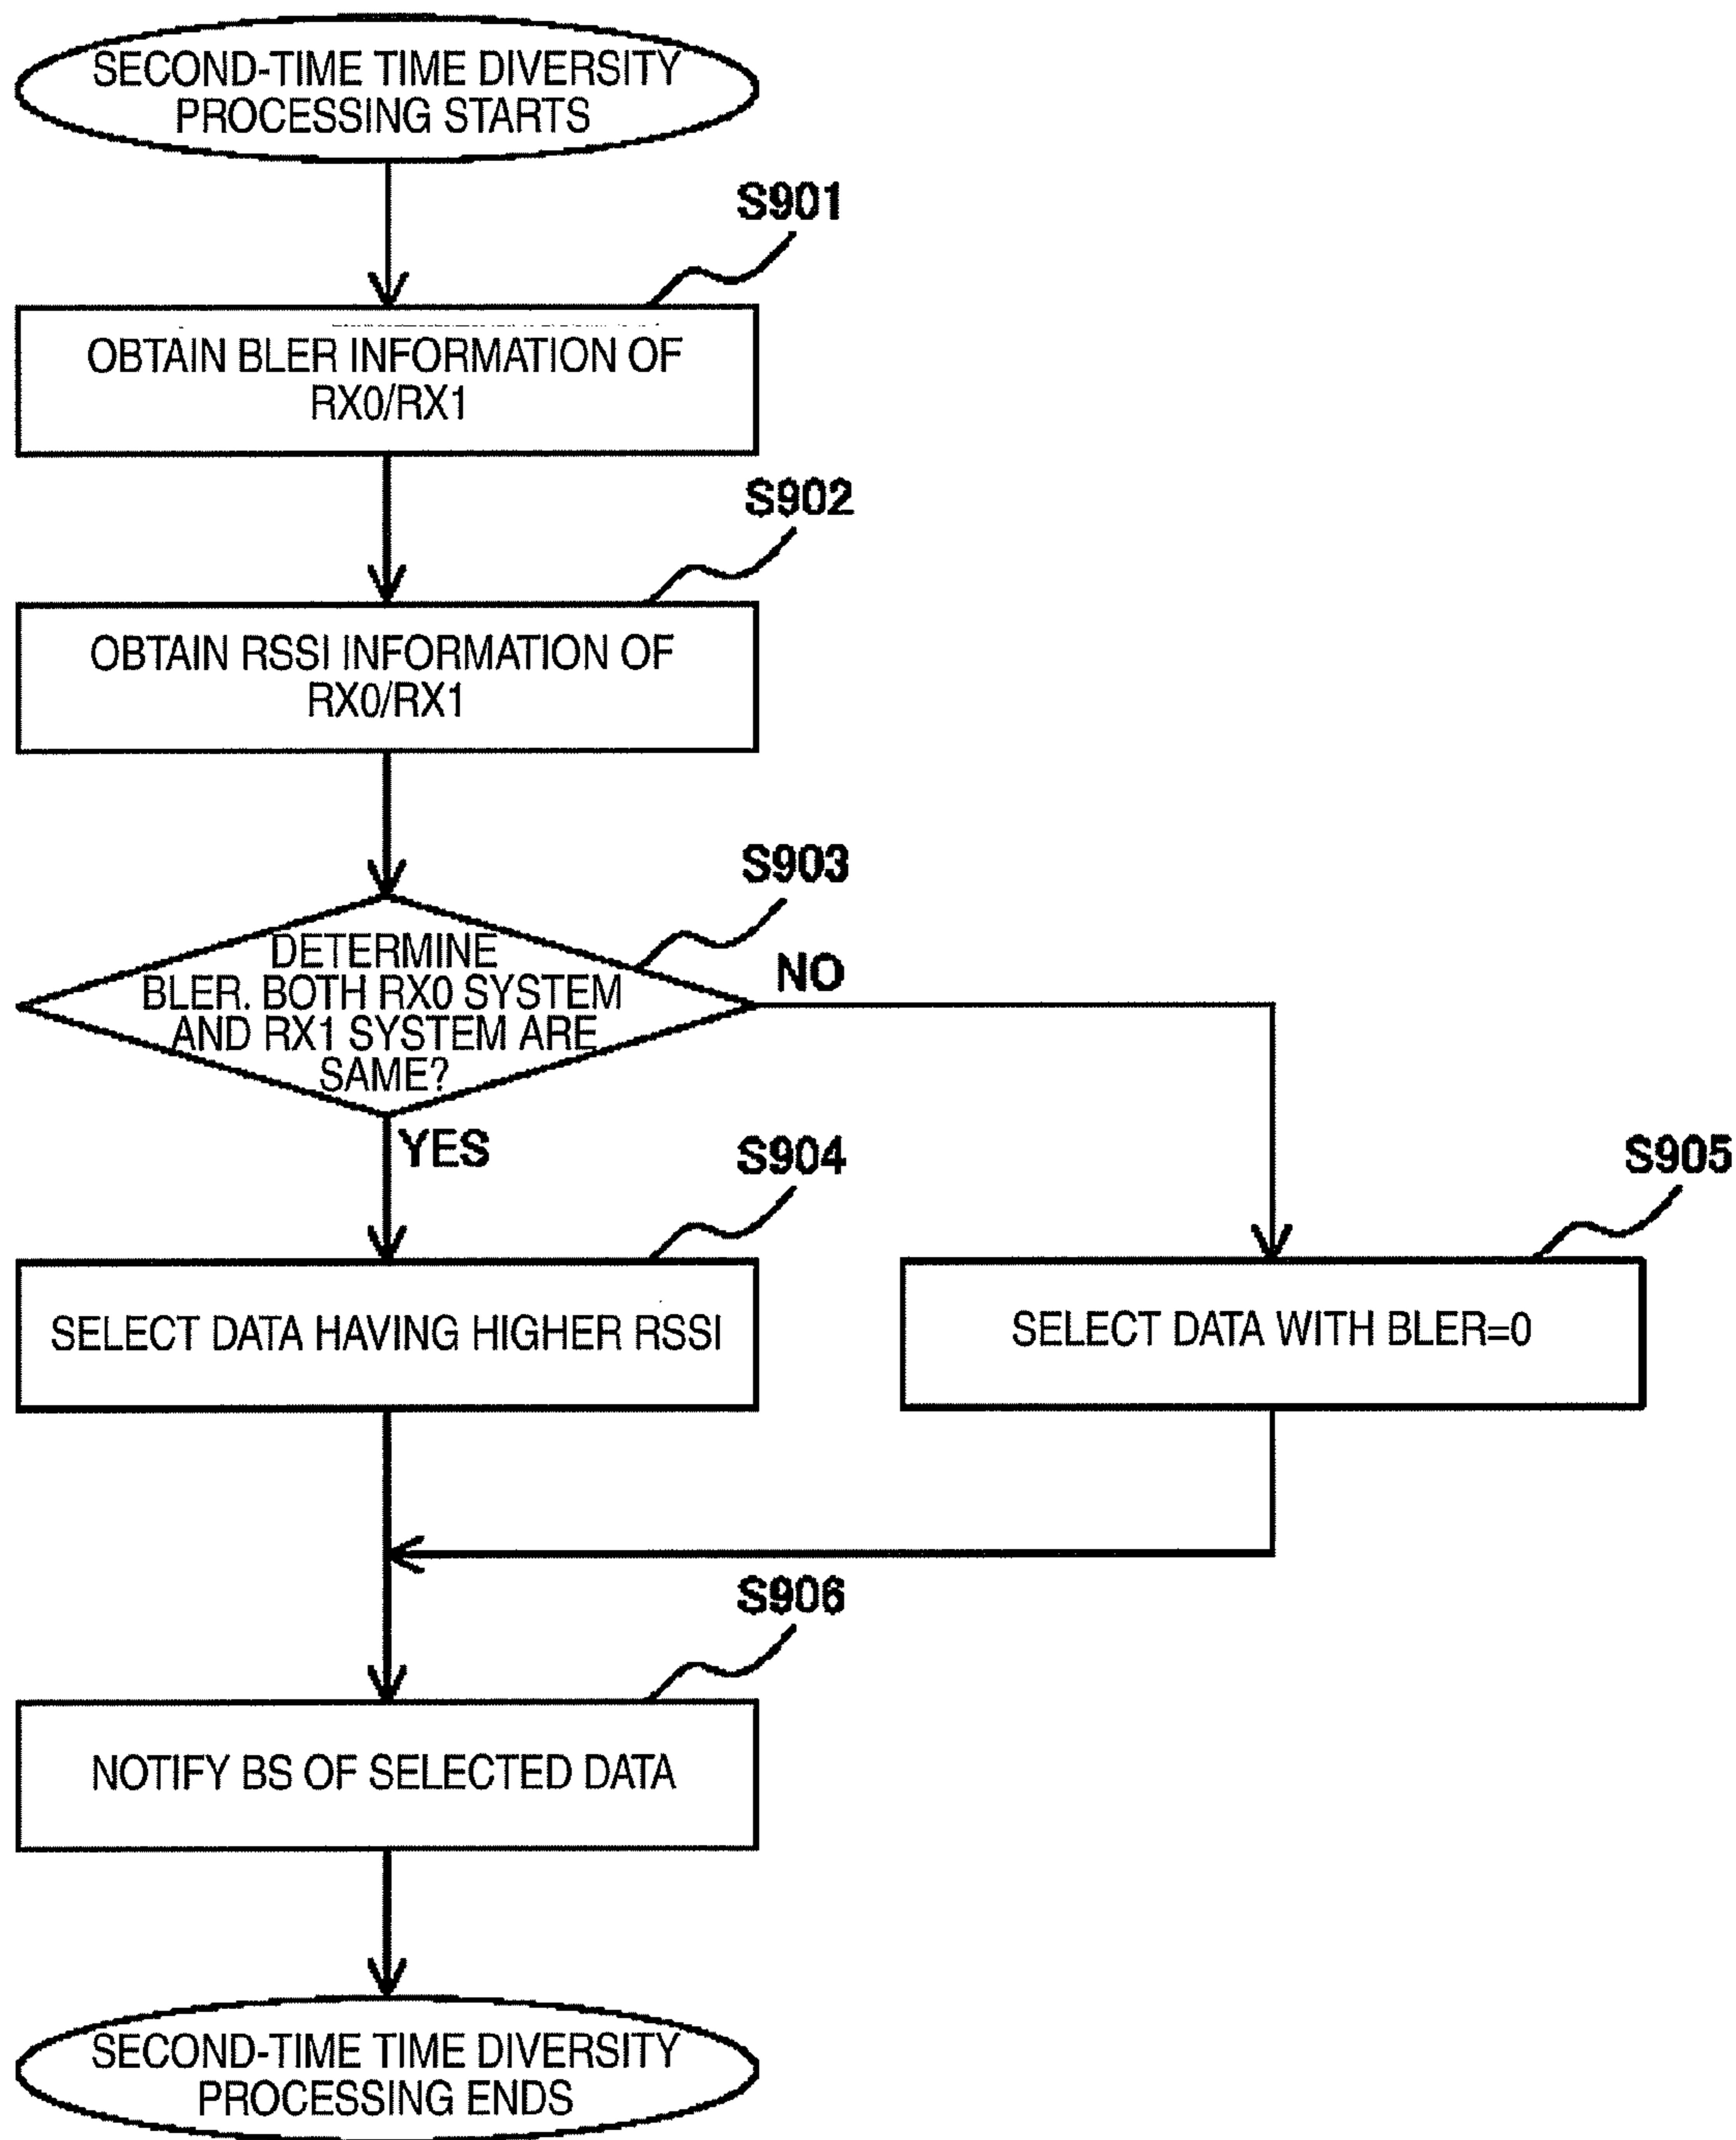 SECOND-TIME TIME DIVERSITY
PROCESSING STARTS
S901
OBTAIN BLER INFORMATION OF
RX0/RX1
S902
OBTAIN RSSI INFORMATION OF
RX0/RX1
S903
DETERMINE
BLER. BOTH RX0 SYSTEM
AND RX1 SYSTEM ARE
SAME?
NO
YES
S904
S905
SELECT DATA HAVING HIGHER RSSI
SELECT DATA WITH BLER=0
S906
NOTIFY BS OF SELECTED DATA
SECOND-TIME TIME DIVERSITY
PROCESSING ENDS